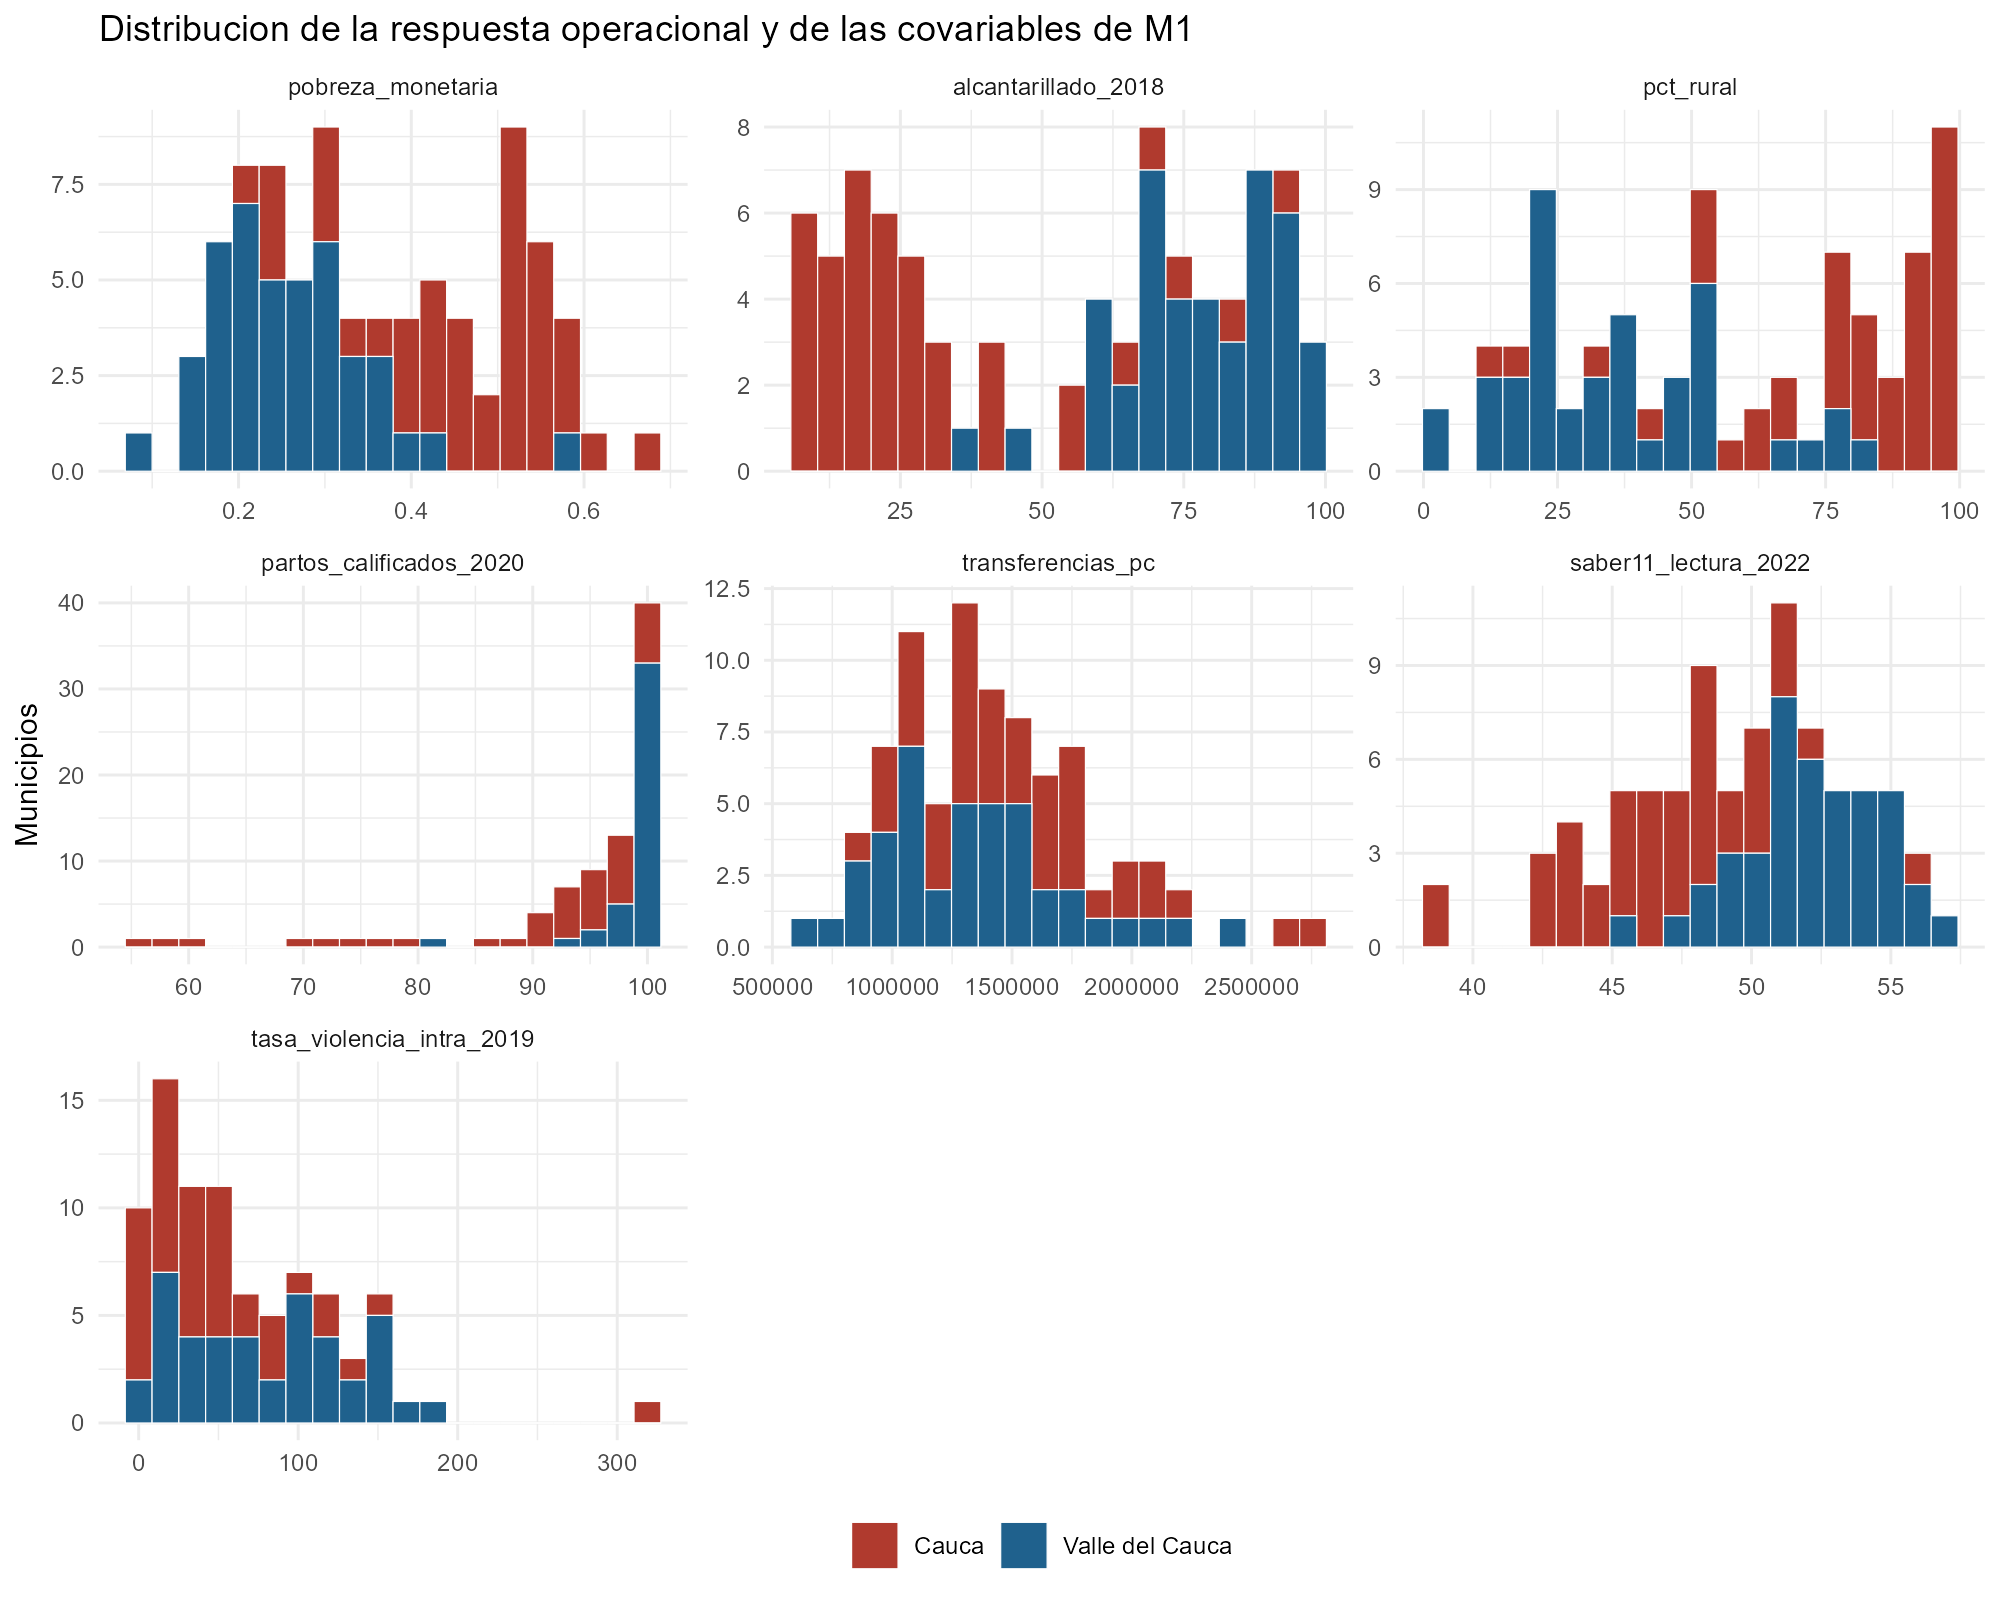 Distribucion de la respuesta operacional y de las covariables de M1
pobreza_monetaria
alcantarillado_2018
pct_rural
7.5
5.0
2.5
0.0
0.2 0.4 0.6
8
6
4
2
0
25 50 75 100
9
6
3
0
0 25 50 75 100
Municipios
partos_calificados_2020
transferencias_pc
saber11_lectura_2022
40
30
20
10
0
60 70 80 90 100
12.5
10.0
7.5
5.0
2.5
0.0
500000 1000000 1500000 2000000 2500000
9
6
3
0
40 45 50 55
tasa_violencia_intra_2019
15
10
5
0
0 100 200 300
Cauca
Valle del Cauca